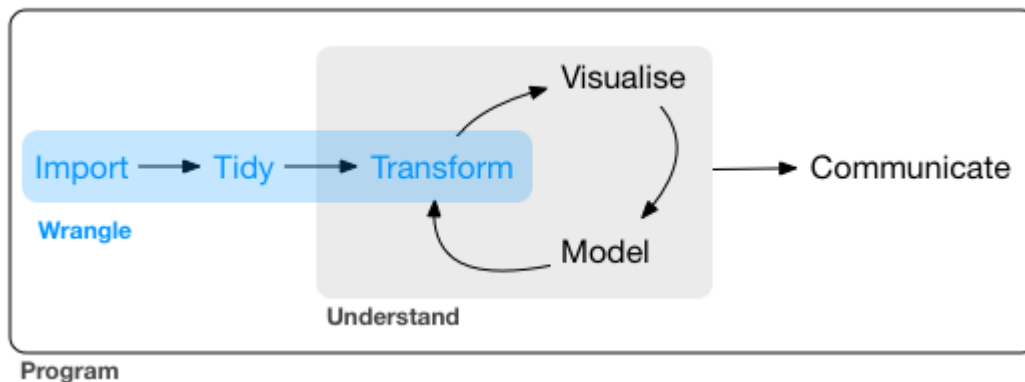 Visualise
Import Tidy Transform Communicate
Wrangle
Model
Understand
Program